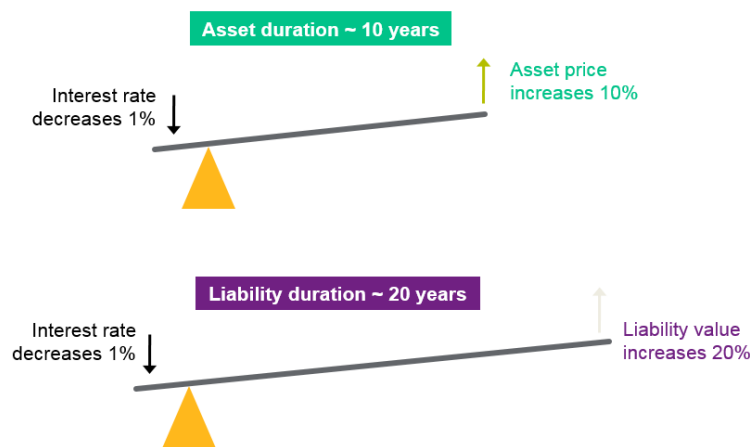 Asset duration ~ 10 years
Interest rate
decreases 1%
Asset price
increases 10%
Liability duration ~ 20 years
Interest rate
decreases 1%
Liability value
increases 20%